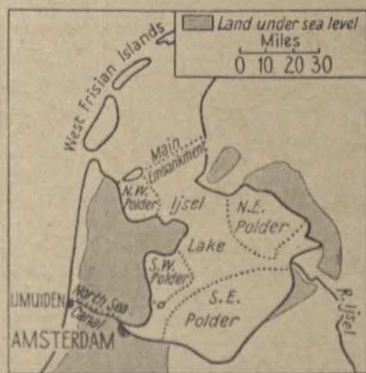 Land under sea level
Miles
0 10 20 30
West Frisian Islands
Main
Embankment
N.W.
Polder
Ijsel
Lake
N.E.
Polder
S.W.
Polder
S.E.
Polder
R. Ijsel
IJMUIDEN
North Sea
Canal
AMSTERDAM